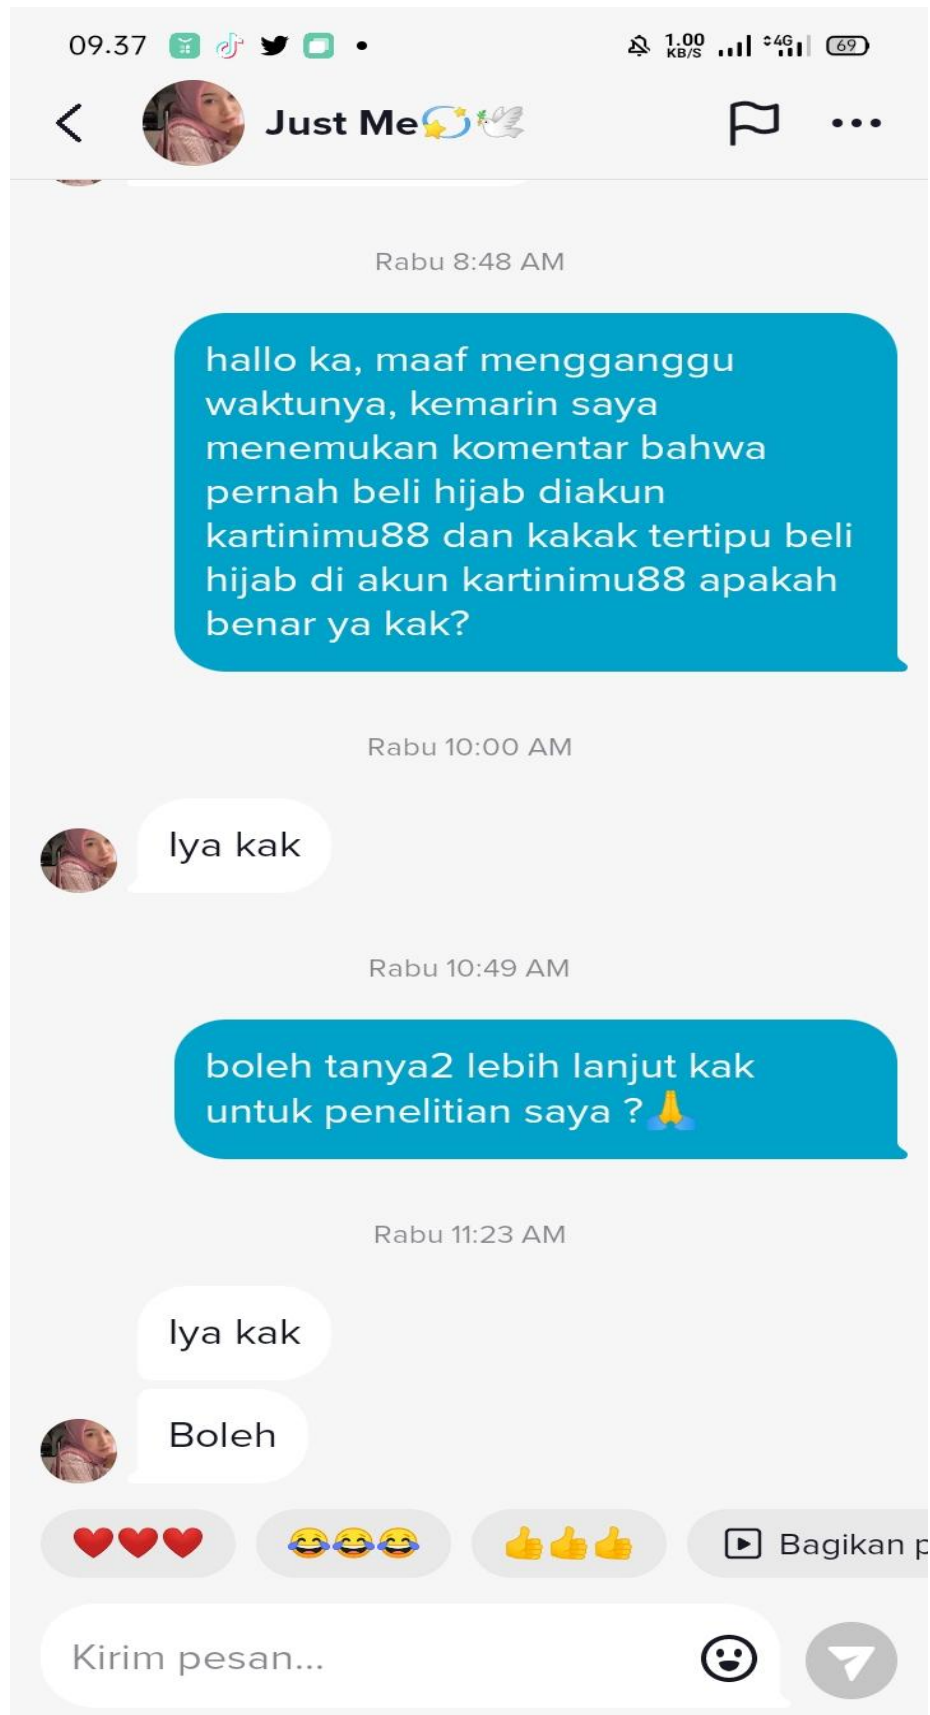 09.37
1.00
KB/S
4G
69
Just Me
Rabu 8:48 AM
hallo ka, maaf mengganggu
waktunya, kemarin saya
menemukan komentar bahwa
pernah beli hijab diakun
kartinimu88 dan kakak tertipu beli
hijab di akun kartinimu88 apakah
benar ya kak?
Rabu 10:00 AM
Iya kak
Rabu 10:49 AM
boleh tanya2 lebih lanjut kak
untuk penelitian saya ?🙏
Rabu 11:23 AM
Iya kak
Boleh
Bagikan p
Kirim pesan...